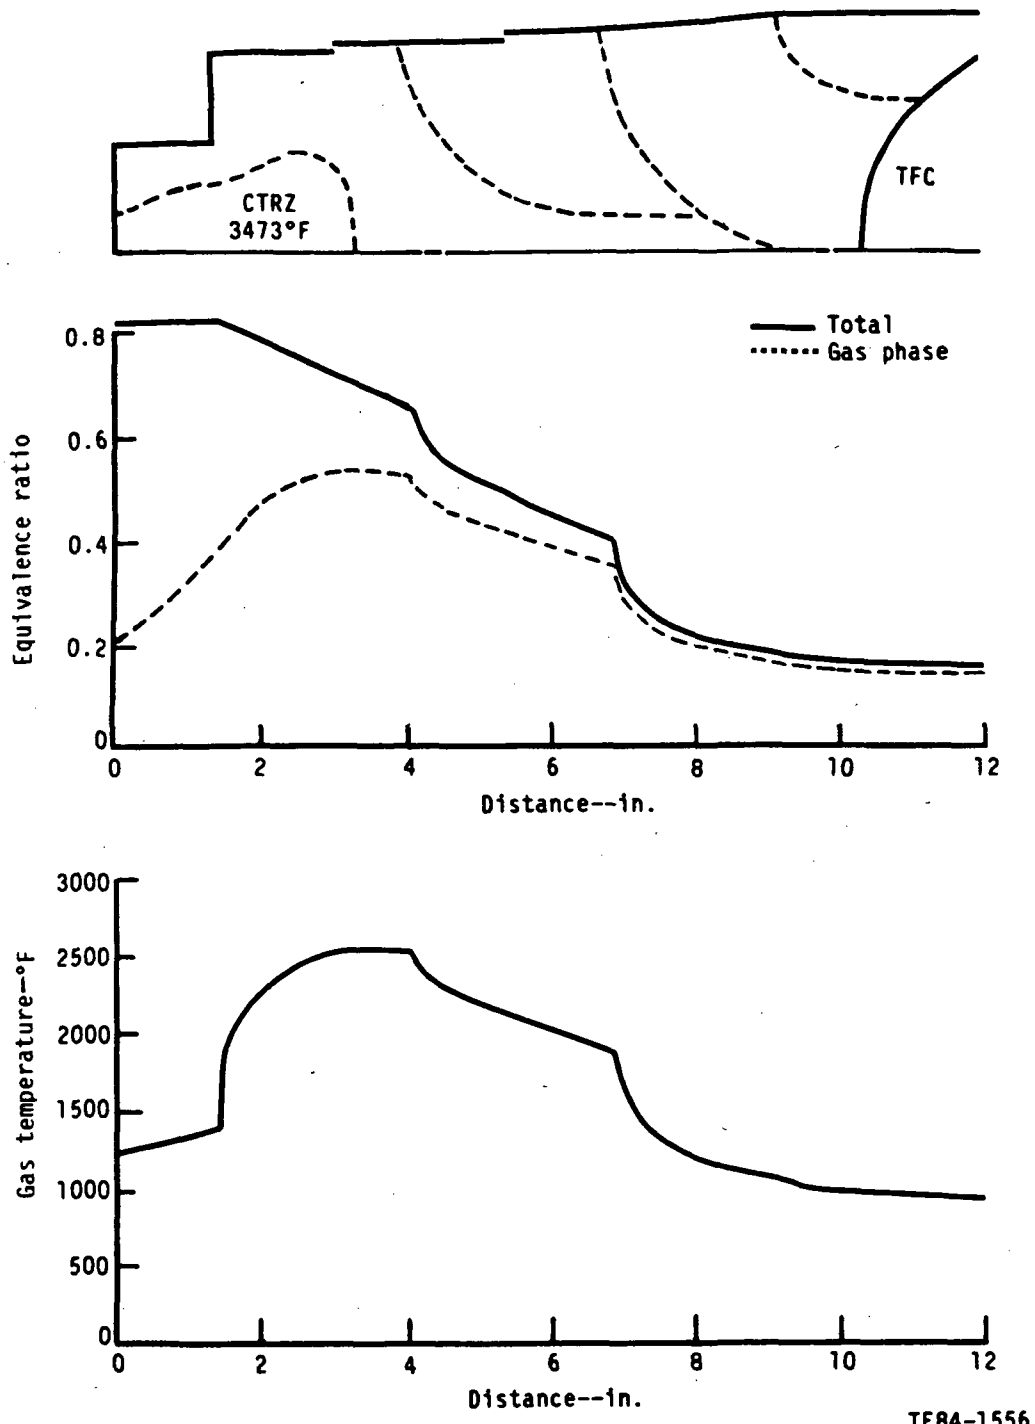 CTRZ
3473°F
TFC
Total
Gas phase
Equivalence ratio
0.8
0.6
0.4
0.2
0
0 2 4 6 8 10 12
Distance--in.
Gas temperature--°F
3000
2500
2000
1500
1000
500
0
0 2 4 6 8 10 12
Distance--in.
TE84-1556